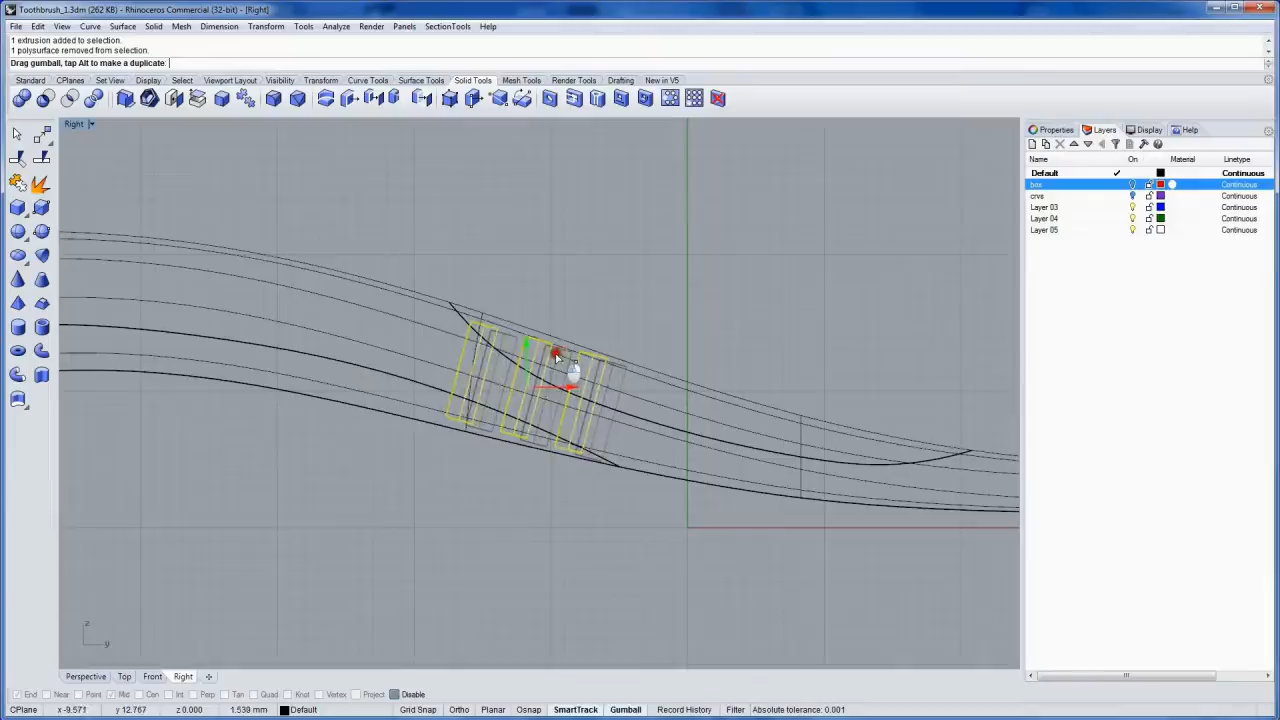 Toothbrush_1.3dm (262 KB) - Rhinoceros Commercial (32-bit) - [Right]
File Edit View Curve Surface Solid Mesh Dimension Transform Tools Analyze Render Panels SectionTools Help
1 extrusion added to selection.
1 polysurface removed from selection.
Drag gumball, tap Alt to make a duplicate:
Standard CPlanes Set View Display Select Viewport Layout Visibility Transform Curve Tools Surface Tools Solid Tools Mesh Tools Render Tools Drafting New in V5
Right
Properties Layers Display Help
Name On Material Linetype
Default Continuous
box Continuous
crvs Continuous
Layer 03 Continuous
Layer 04 Continuous
Layer 05 Continuous
z
y
Perspective Top Front Right
End Near Point Mid Cen Int Perp Tan Quad Knot Vertex Project Disable
CPlane x -9.571 y 12.767 z 0.000 1.539 mm Default Grid Snap Ortho Planar Osnap SmartTrack Gumball Record History Filter Absolute tolerance: 0.001